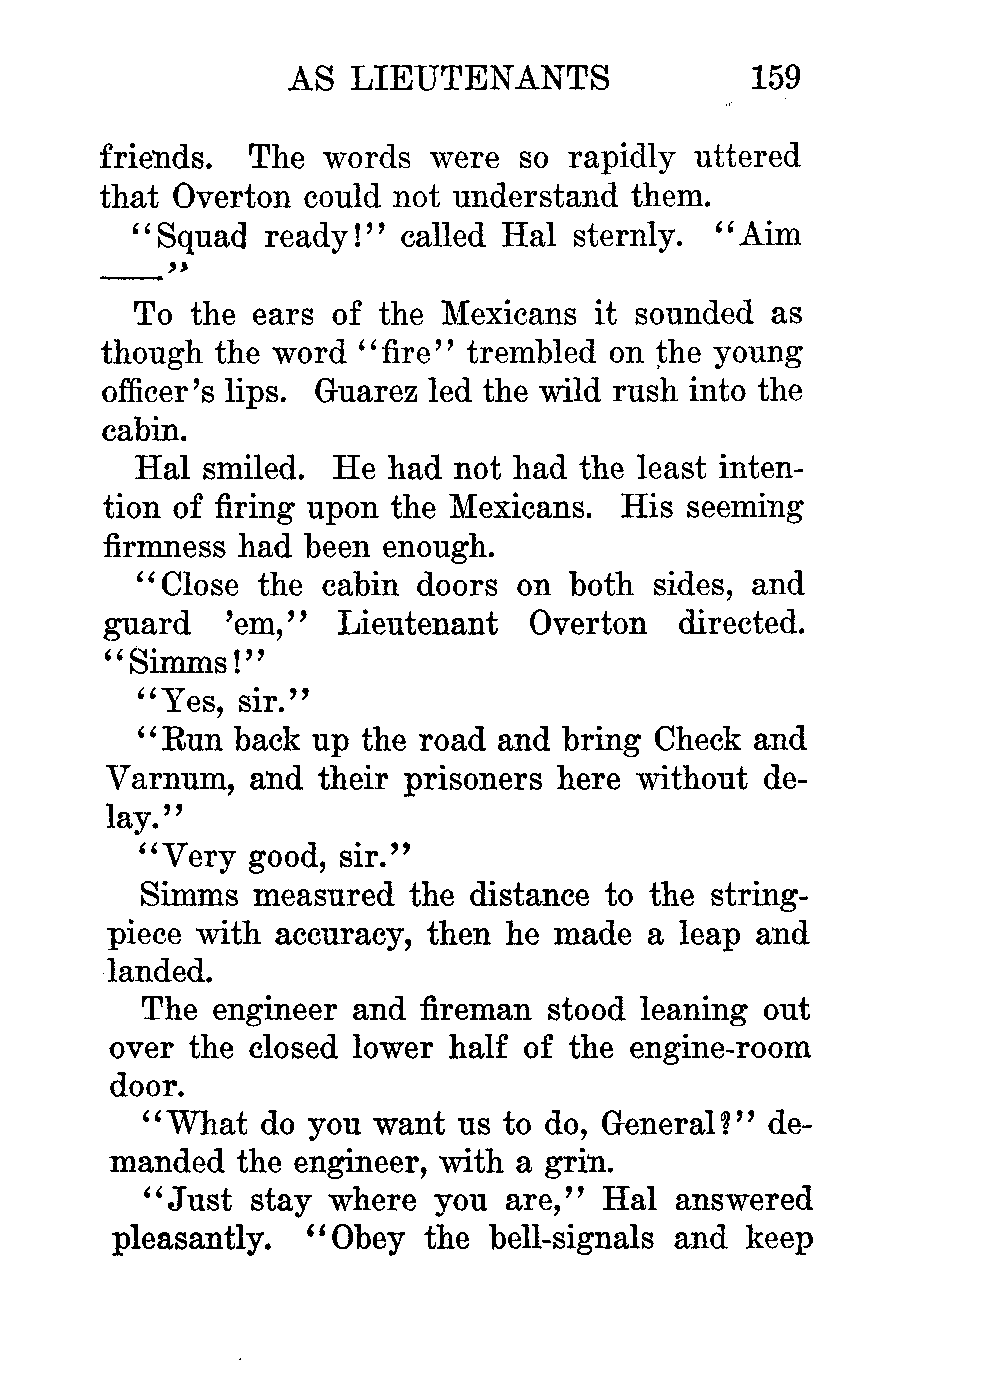 AS LIEUTENANTS 159
friends. The words were so rapidly uttered
that Overton could not understand them.
“Squad ready!” called Hal sternly. “Aim
——”
To the ears of the Mexicans it sounded as
though the word “fire” trembled on the young
officer’s lips. Guarez led the wild rush into the
cabin.
Hal smiled. He had not had the least inten-
tion of firing upon the Mexicans. His seeming
firmness had been enough.
“Close the cabin doors on both sides, and
guard ’em,” Lieutenant Overton directed.
“Simms!”
“Yes, sir.”
“Run back up the road and bring Check and
Varnum, and their prisoners here without de-
lay.”
“Very good, sir.”
Simms measured the distance to the string-
piece with accuracy, then he made a leap and
landed.
The engineer and fireman stood leaning out
over the closed lower half of the engine-room
door.
“What do you want us to do, General?” de-
manded the engineer, with a grin.
“Just stay where you are,” Hal answered
pleasantly. “Obey the bell-signals and keep